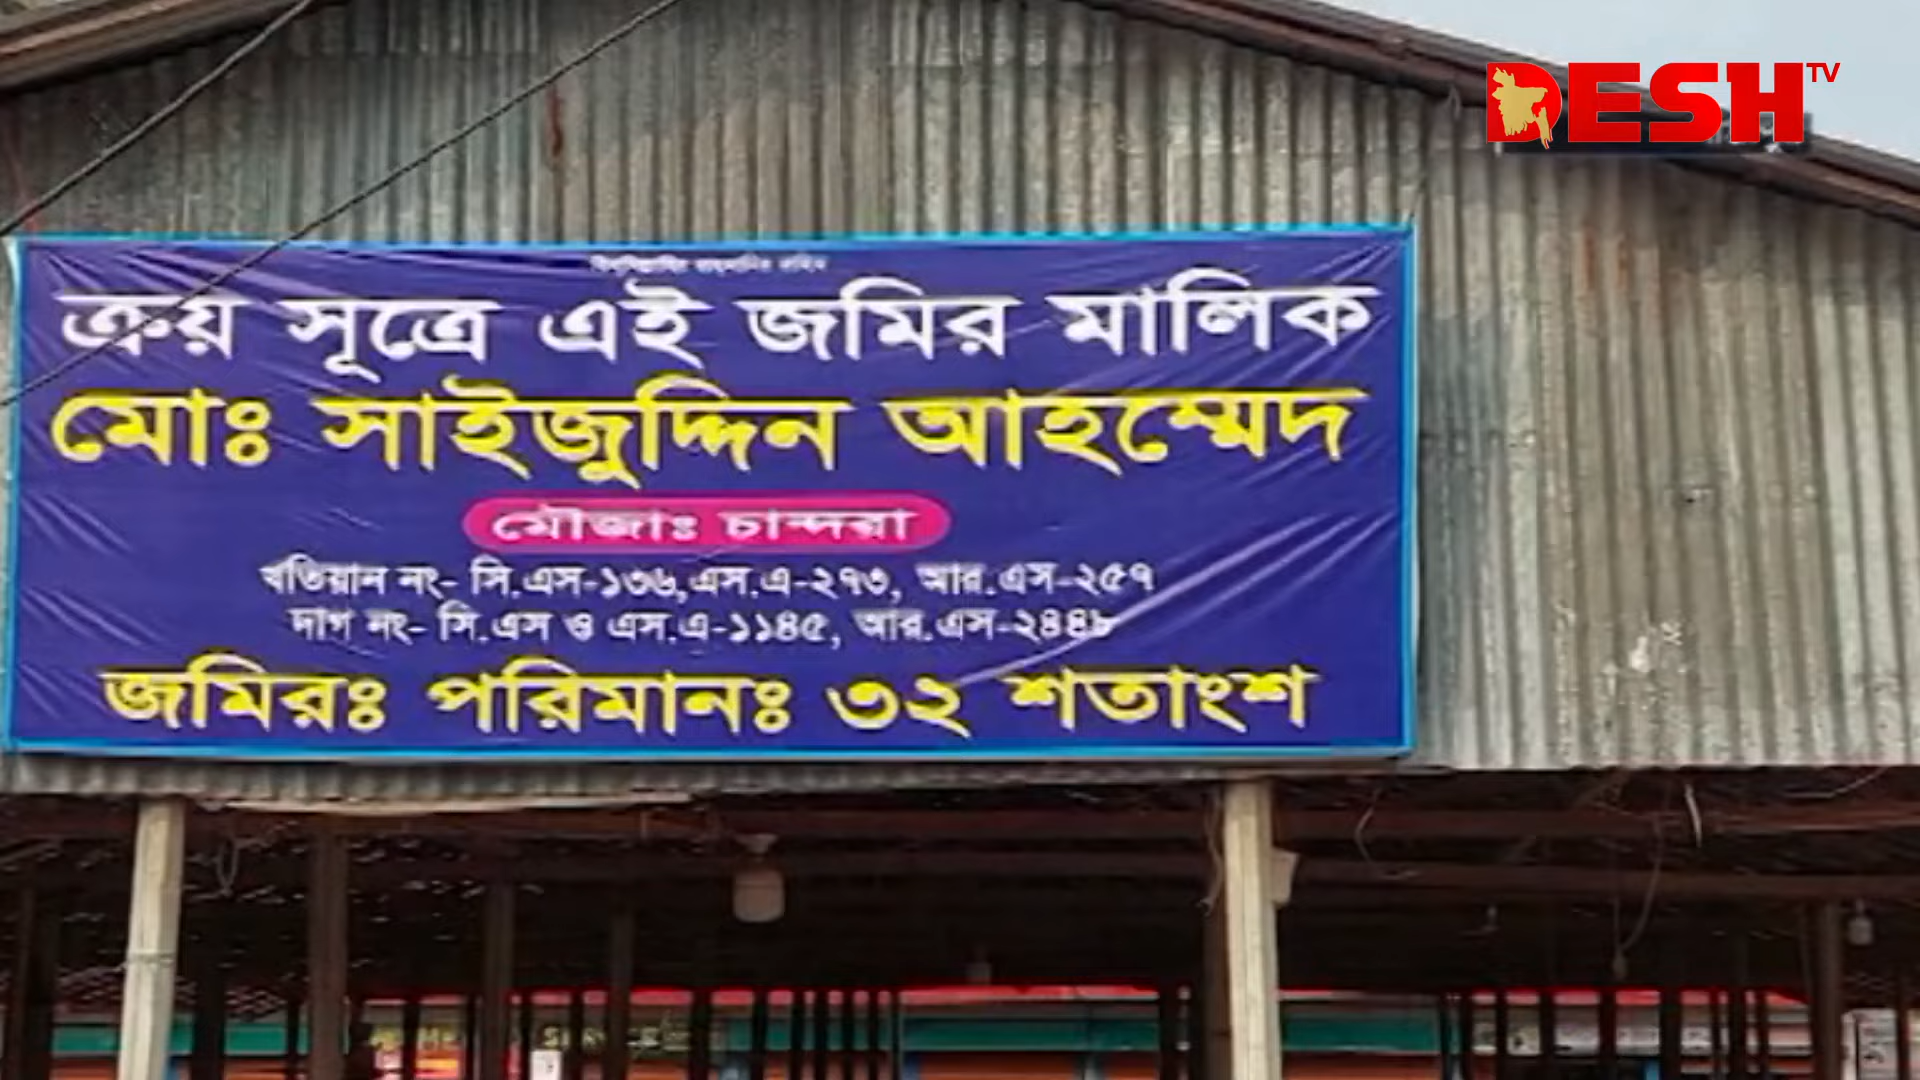 DESH TV
ক্রয় সূত্রে এই জমির মালিক
মোঃ সাইজুদ্দিন আহম্মেদ
মৌজাঃ চান্দরা
খতিয়ান নং- সি.এস-১৩৬,এস.এ-২৭৩, আর.এস-২৫৭
দাগ নং- সি.এস ও এস.এ-১১৪৫, আর.এস-২৪৪৮
জমিরঃ পরিমানঃ ৩২ শতাংশ